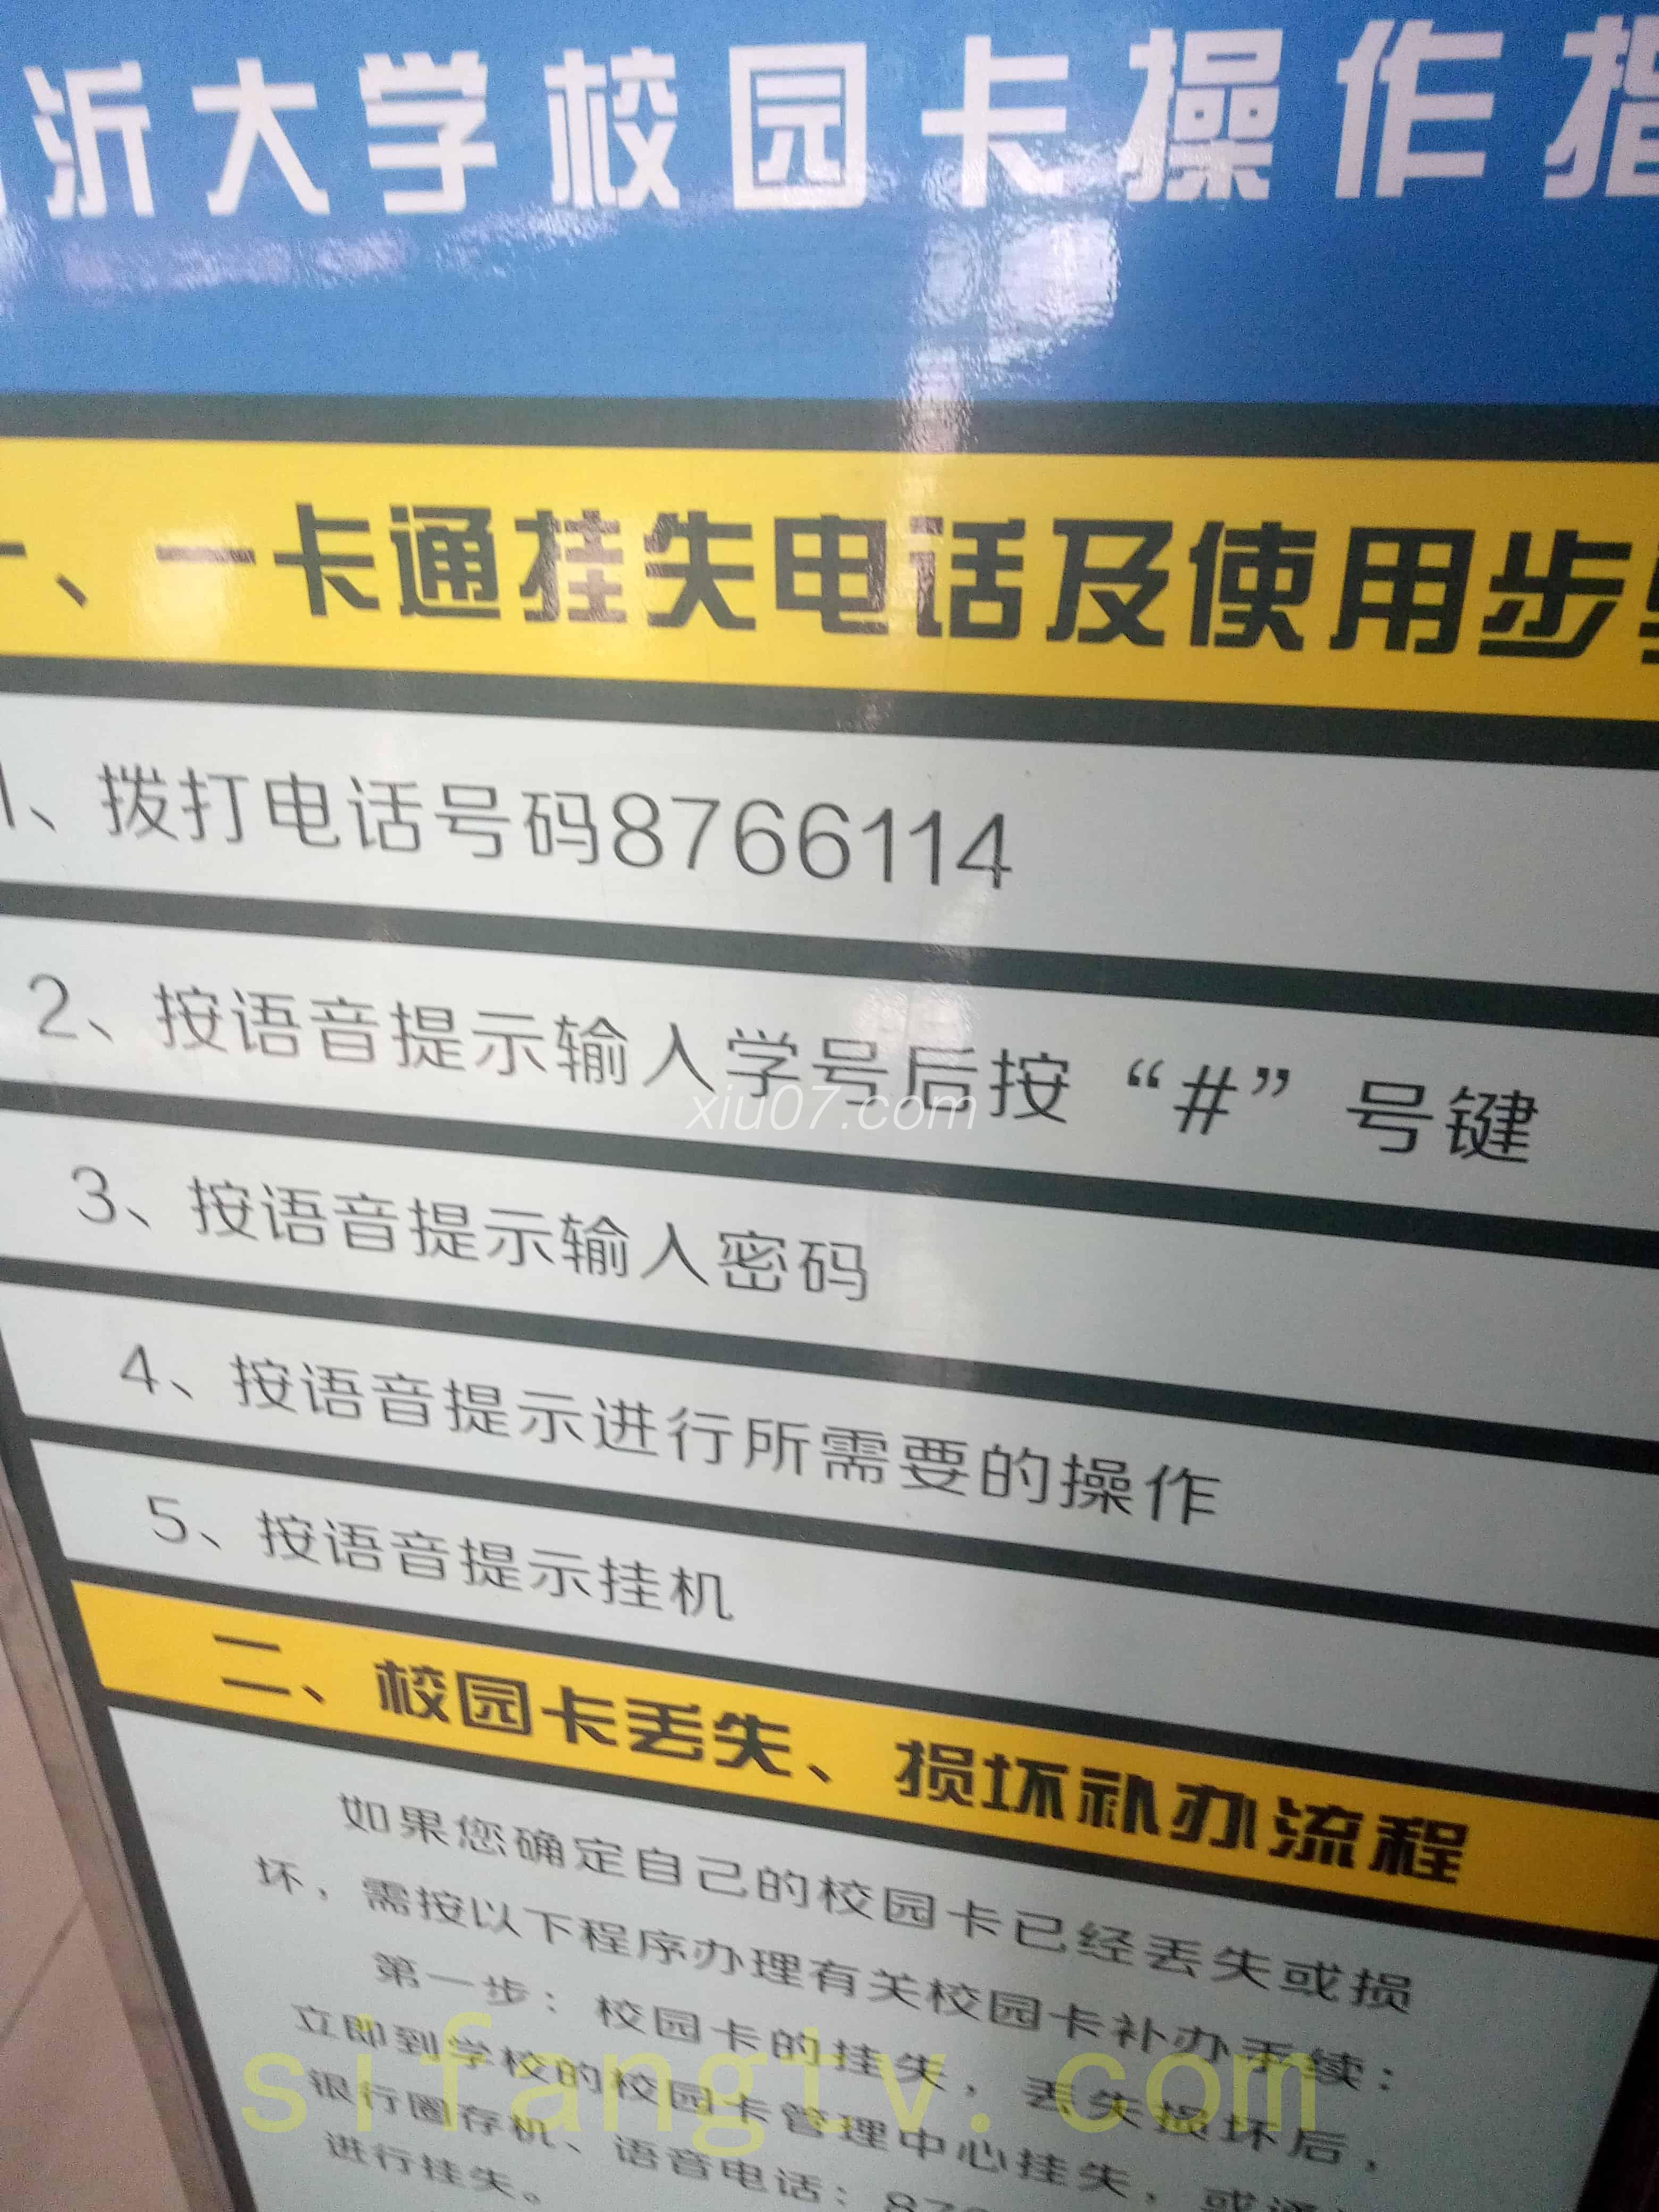 沂大学校园卡操作指
一、一卡通挂失电话及使用步骤
1、拨打电话号码8766114
2、按语音提示输入学号后按“#”号键
xiu07.com
3、按语音提示输入密码
4、按语音提示进行所需要的操作
5、按语音提示挂机
二、校园卡丢失、损坏补办流程
如果您确定自己的校园卡已经丢失或损
坏，需按以下程序办理有关校园卡补办手续：
第一步：校园卡的挂失，丢失损坏后，
立即到学校的校园卡管理中心挂失，或通
sifangtv.com
银行圈存机、语音电话：87
进行挂失。